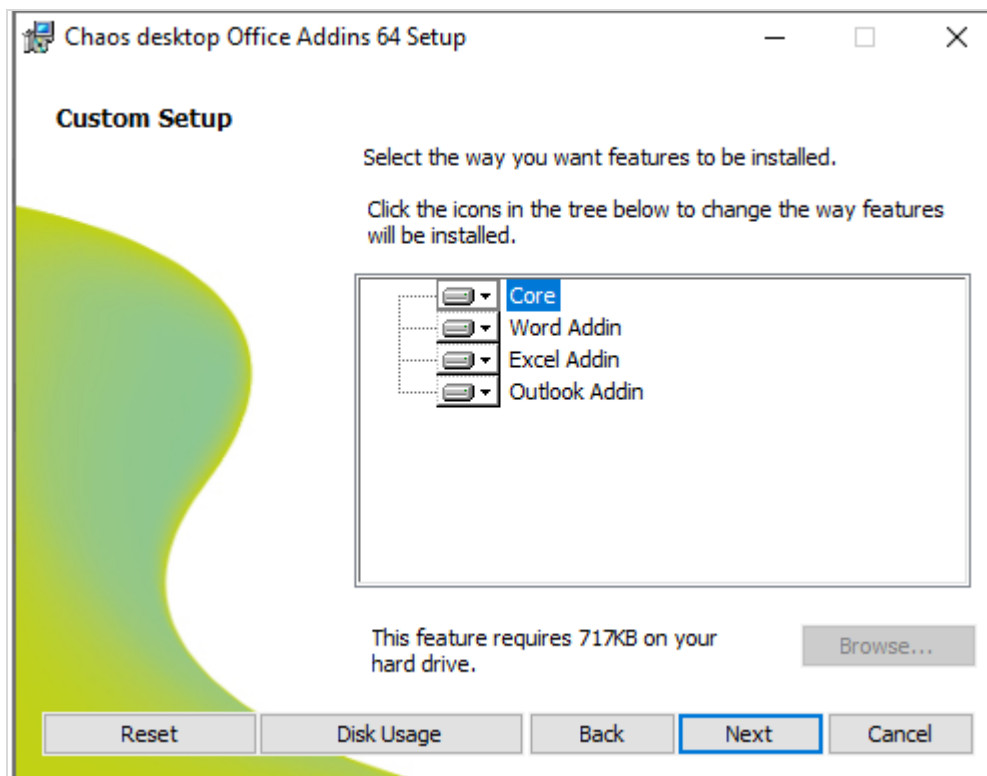 Chaos desktop Office Addins 64 Setup
Custom Setup
Select the way you want features to be installed.
Click the icons in the tree below to change the way features
will be installed.
Core
Word Addin
Excel Addin
Outlook Addin
This feature requires 717KB on your
hard drive.
Browse...
Reset
Disk Usage
Back
Next
Cancel